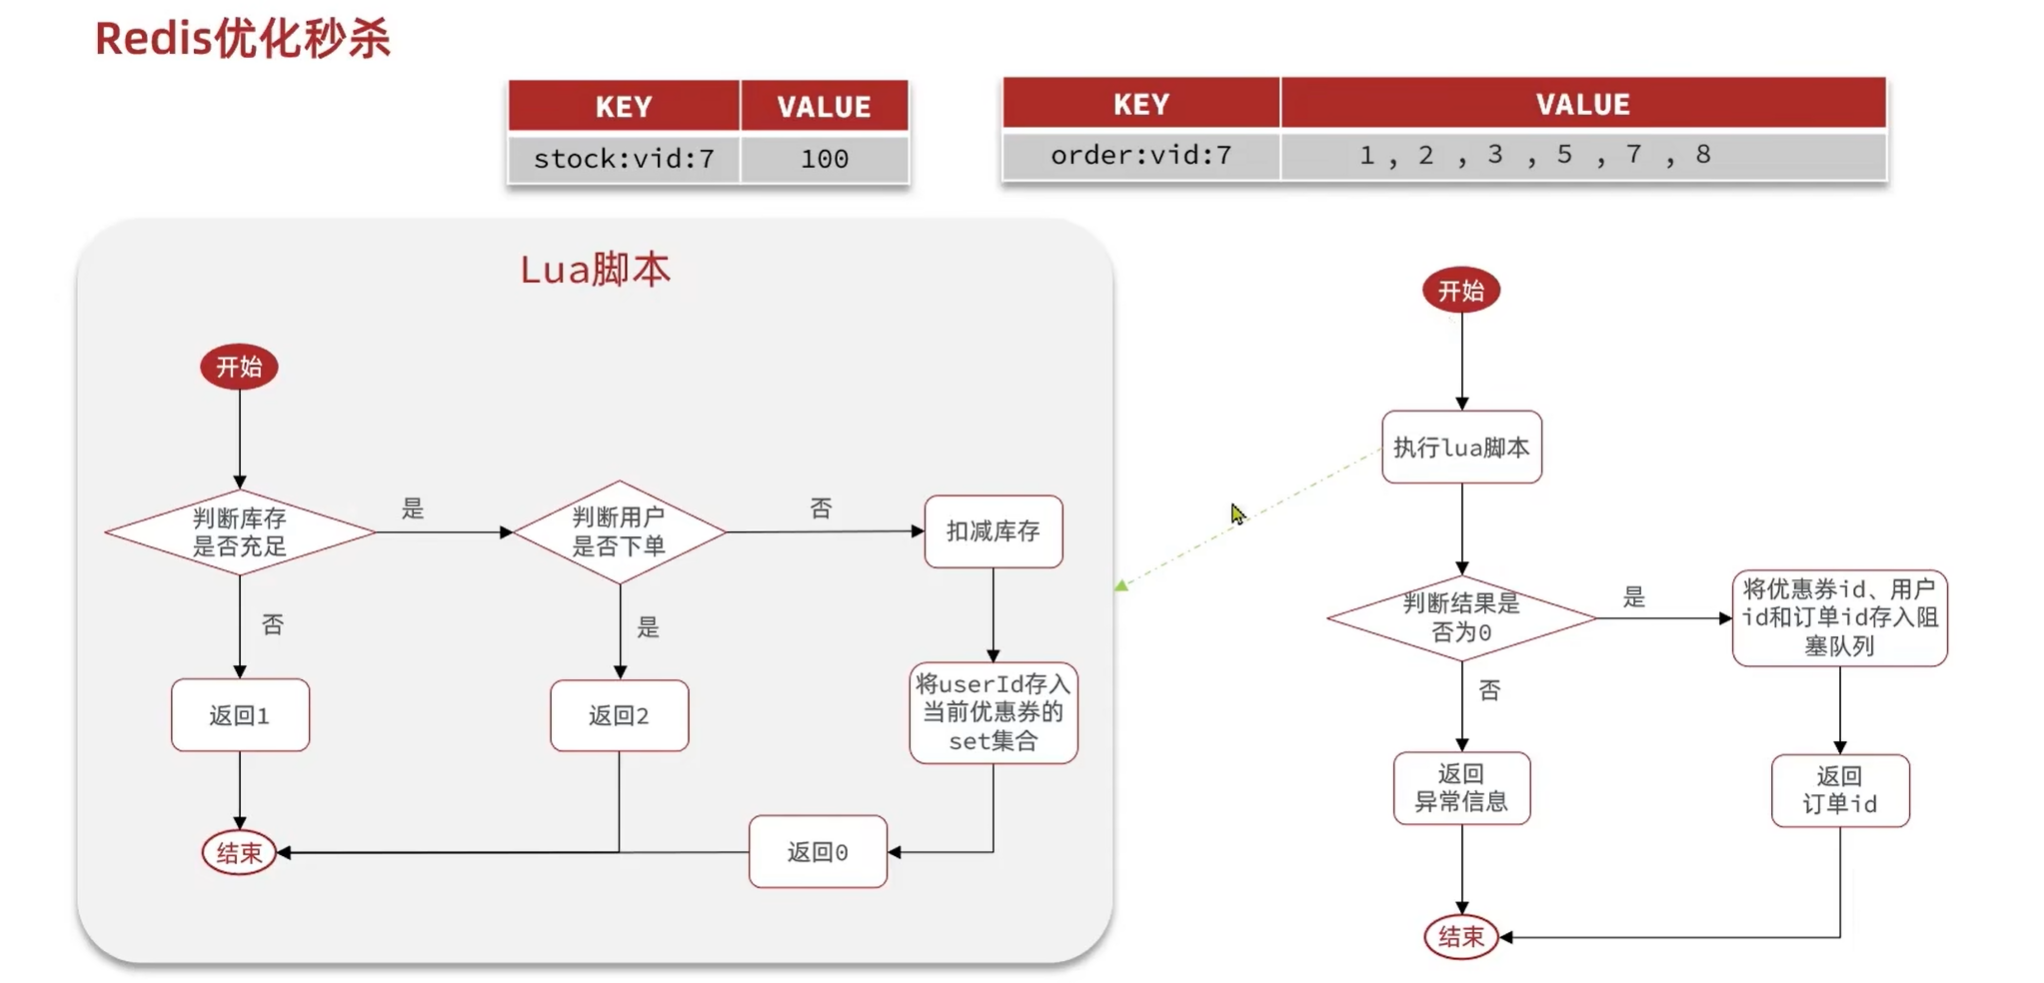 Redis优化秒杀
KEY VALUE
stock:vid:7 100
KEY VALUE
order:vid:7 1 , 2 , 3 , 5 , 7 , 8
Lua脚本
开始
判断库存
是否充足
是
判断用户
是否下单
否
扣减库存
否
是
返回1
返回2
将userId存入
当前优惠券的
set集合
结束
返回0
开始
执行lua脚本
判断结果是
否为0
是
将优惠券id、用户
id和订单id存入阻
塞队列
否
返回
异常信息
返回
订单id
结束